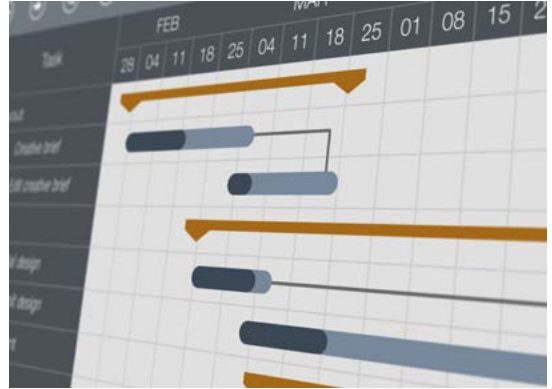 FEB
Task
28 04 11 18 25 04 11 18 25 01 08 15
Creative brief
Edit creative brief
design
design